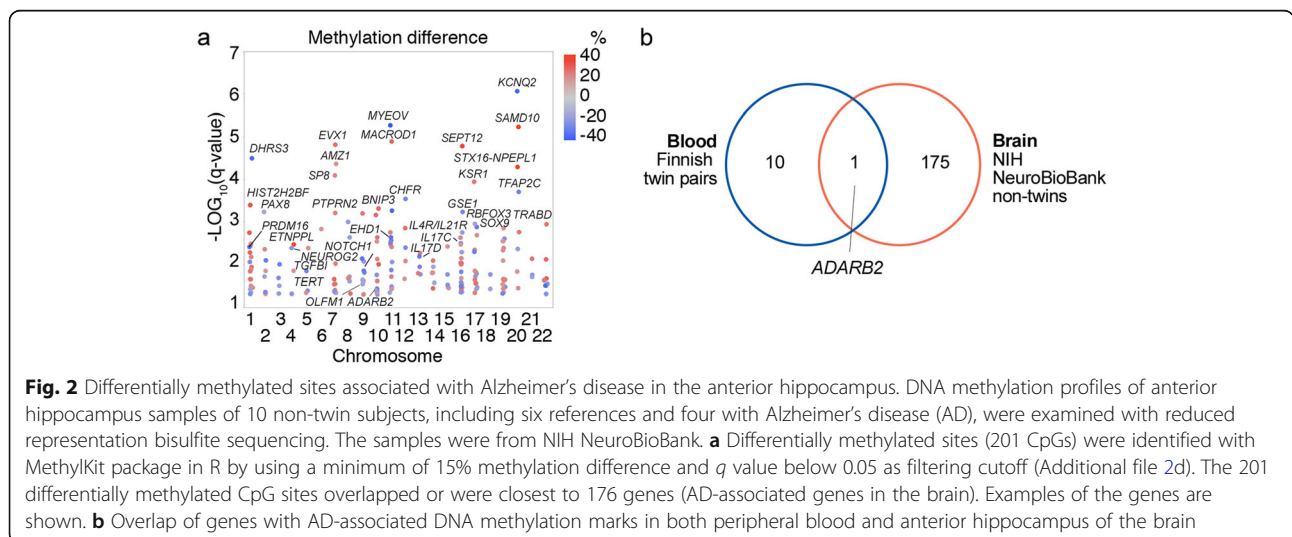 a
Methylation difference
%
40
20
0
-20
-40
7
6
5
4
3
2
1
-LOG10(q-value)
KCNQ2
MYEOV
SAMD10
MACROD1
EVX1
SEPT12
DHRS3
AMZ1
STX16-NPEPL1
SP8
KSR1
TFAP2C
HIST2H2BF
CHFR
PAX8
PTPRN2
BNIP3
GSE1
RBFOX3
TRABD
PRDM16
EHD1
IL4R/IL21R
SOX9
ETNPPL
NOTCH1
IL17C
NEUROG2
IL17D
TGFBI
TERT
OLFM1
ADARB2
1 3 5 7 9 11 13 15 17 19 21
2 4 6 8 10 12 14 16 18 20 22
Chromosome
b
Blood
Finnish
twin pairs
10
1
175
Brain
NIH
NeuroBioBank
non-twins
ADARB2
Fig. 2 Differentially methylated sites associated with Alzheimer's disease in the anterior hippocampus. DNA methylation profiles of anterior
hippocampus samples of 10 non-twin subjects, including six references and four with Alzheimer's disease (AD), were examined with reduced
representation bisulfite sequencing. The samples were from NIH NeuroBioBank. a Differentially methylated sites (201 CpGs) were identified with
MethylKit package in R by using a minimum of 15% methylation difference and q value below 0.05 as filtering cutoff (Additional file 2d). The 201
differentially methylated CpG sites overlapped or were closest to 176 genes (AD-associated genes in the brain). Examples of the genes are
shown. b Overlap of genes with AD-associated DNA methylation marks in both peripheral blood and anterior hippocampus of the brain